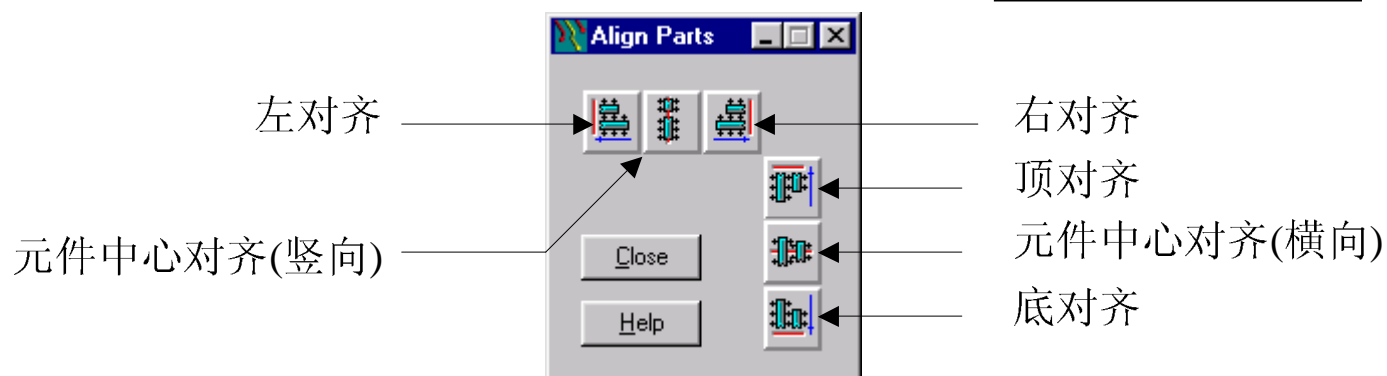 Align Parts
左对齐
右对齐
顶对齐
元件中心对齐(竖向)
元件中心对齐(横向)
Close
底对齐
Help